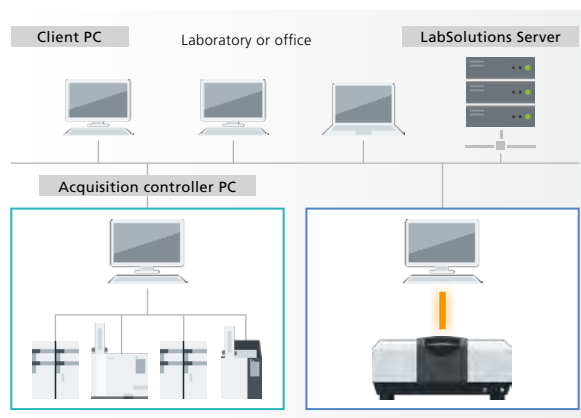 Client PC
Laboratory or office
LabSolutions Server
Acquisition controller PC